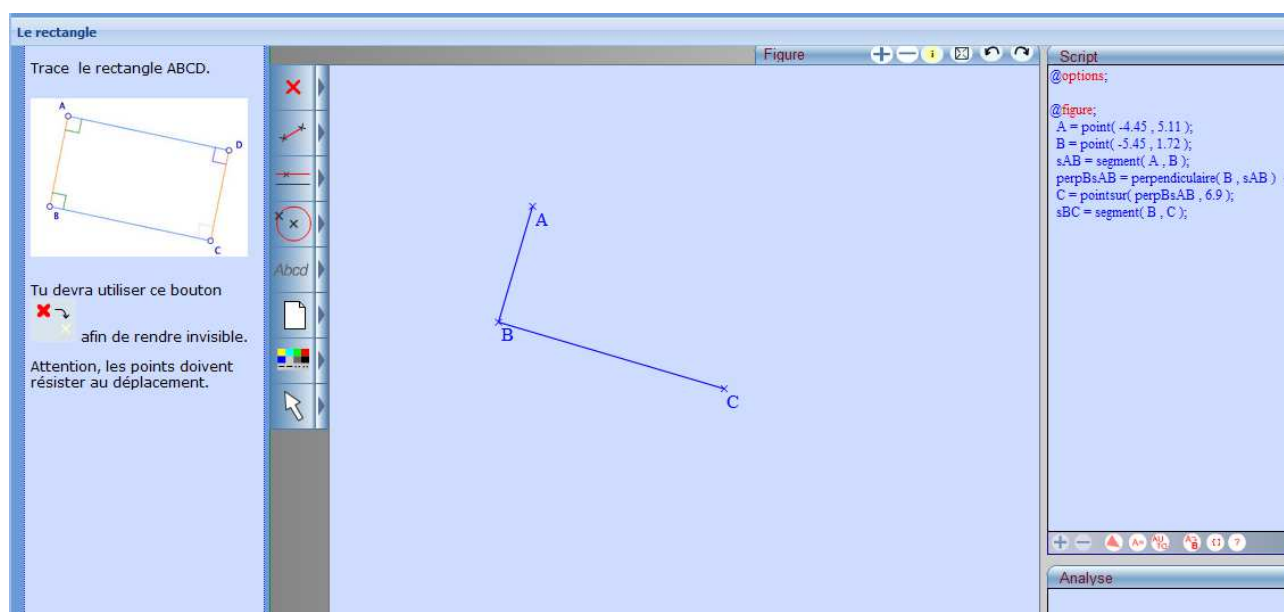 Le rectangle
Trace le rectangle ABCD.
A
D
B
C
Tu devra utiliser ce bouton
afin de rendre invisible.
Attention, les points doivent
résister au déplacement.
Abcd
Figure
i
A
B
C
Script
@options;
@figure;
A = point( -4.45 , 5.11 );
B = point( -5.45 , 1.72 );
sAB = segment( A , B );
perpBsAB = perpendiculaire( B , sAB )
C = pointsur( perpBsAB , 6.9 );
sBC = segment( B , C );
?
Analyse